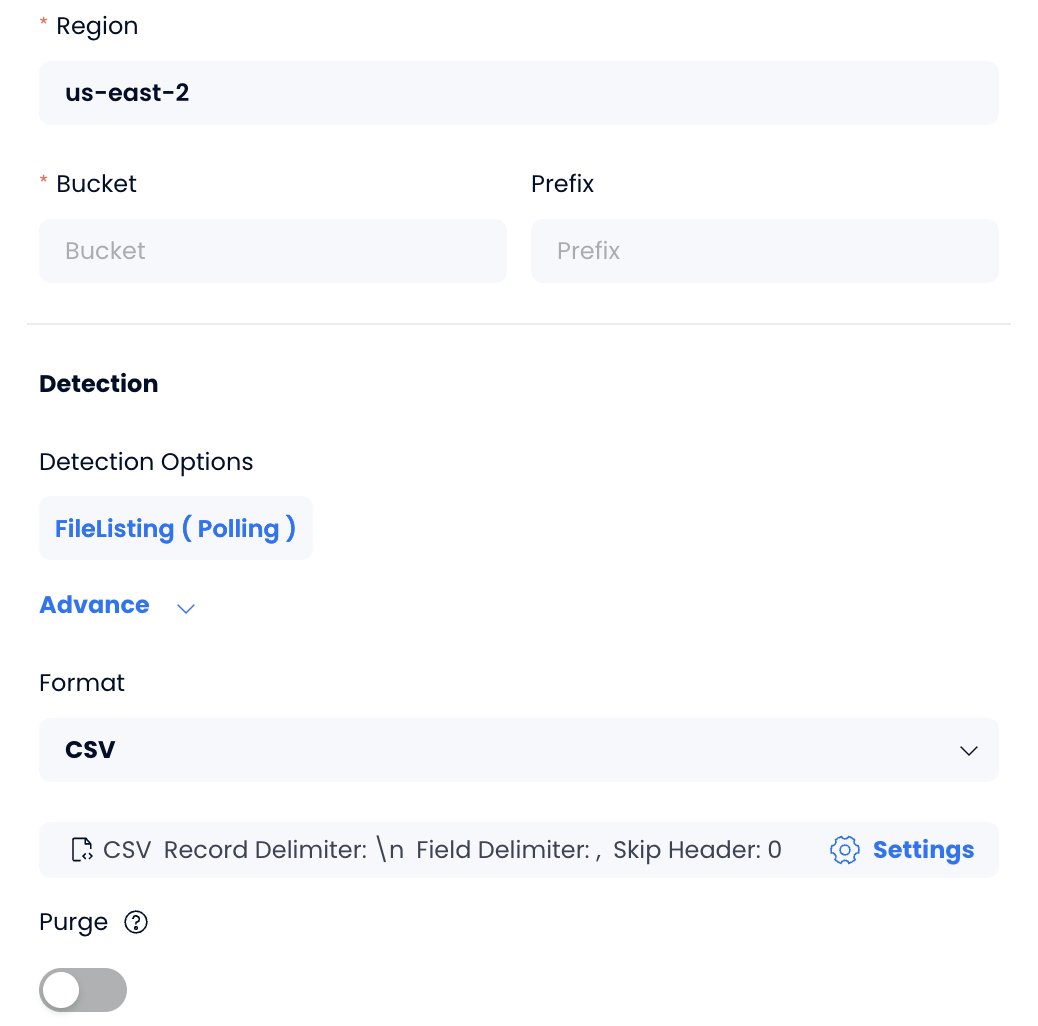 * Region
us-east-2
* Bucket Prefix
Bucket Prefix
Detection
Detection Options
FileListing ( Polling )
Advance
Format
CSV
CSV Record Delimiter: \n Field Delimiter: , Skip Header: 0 Settings
Purge ?